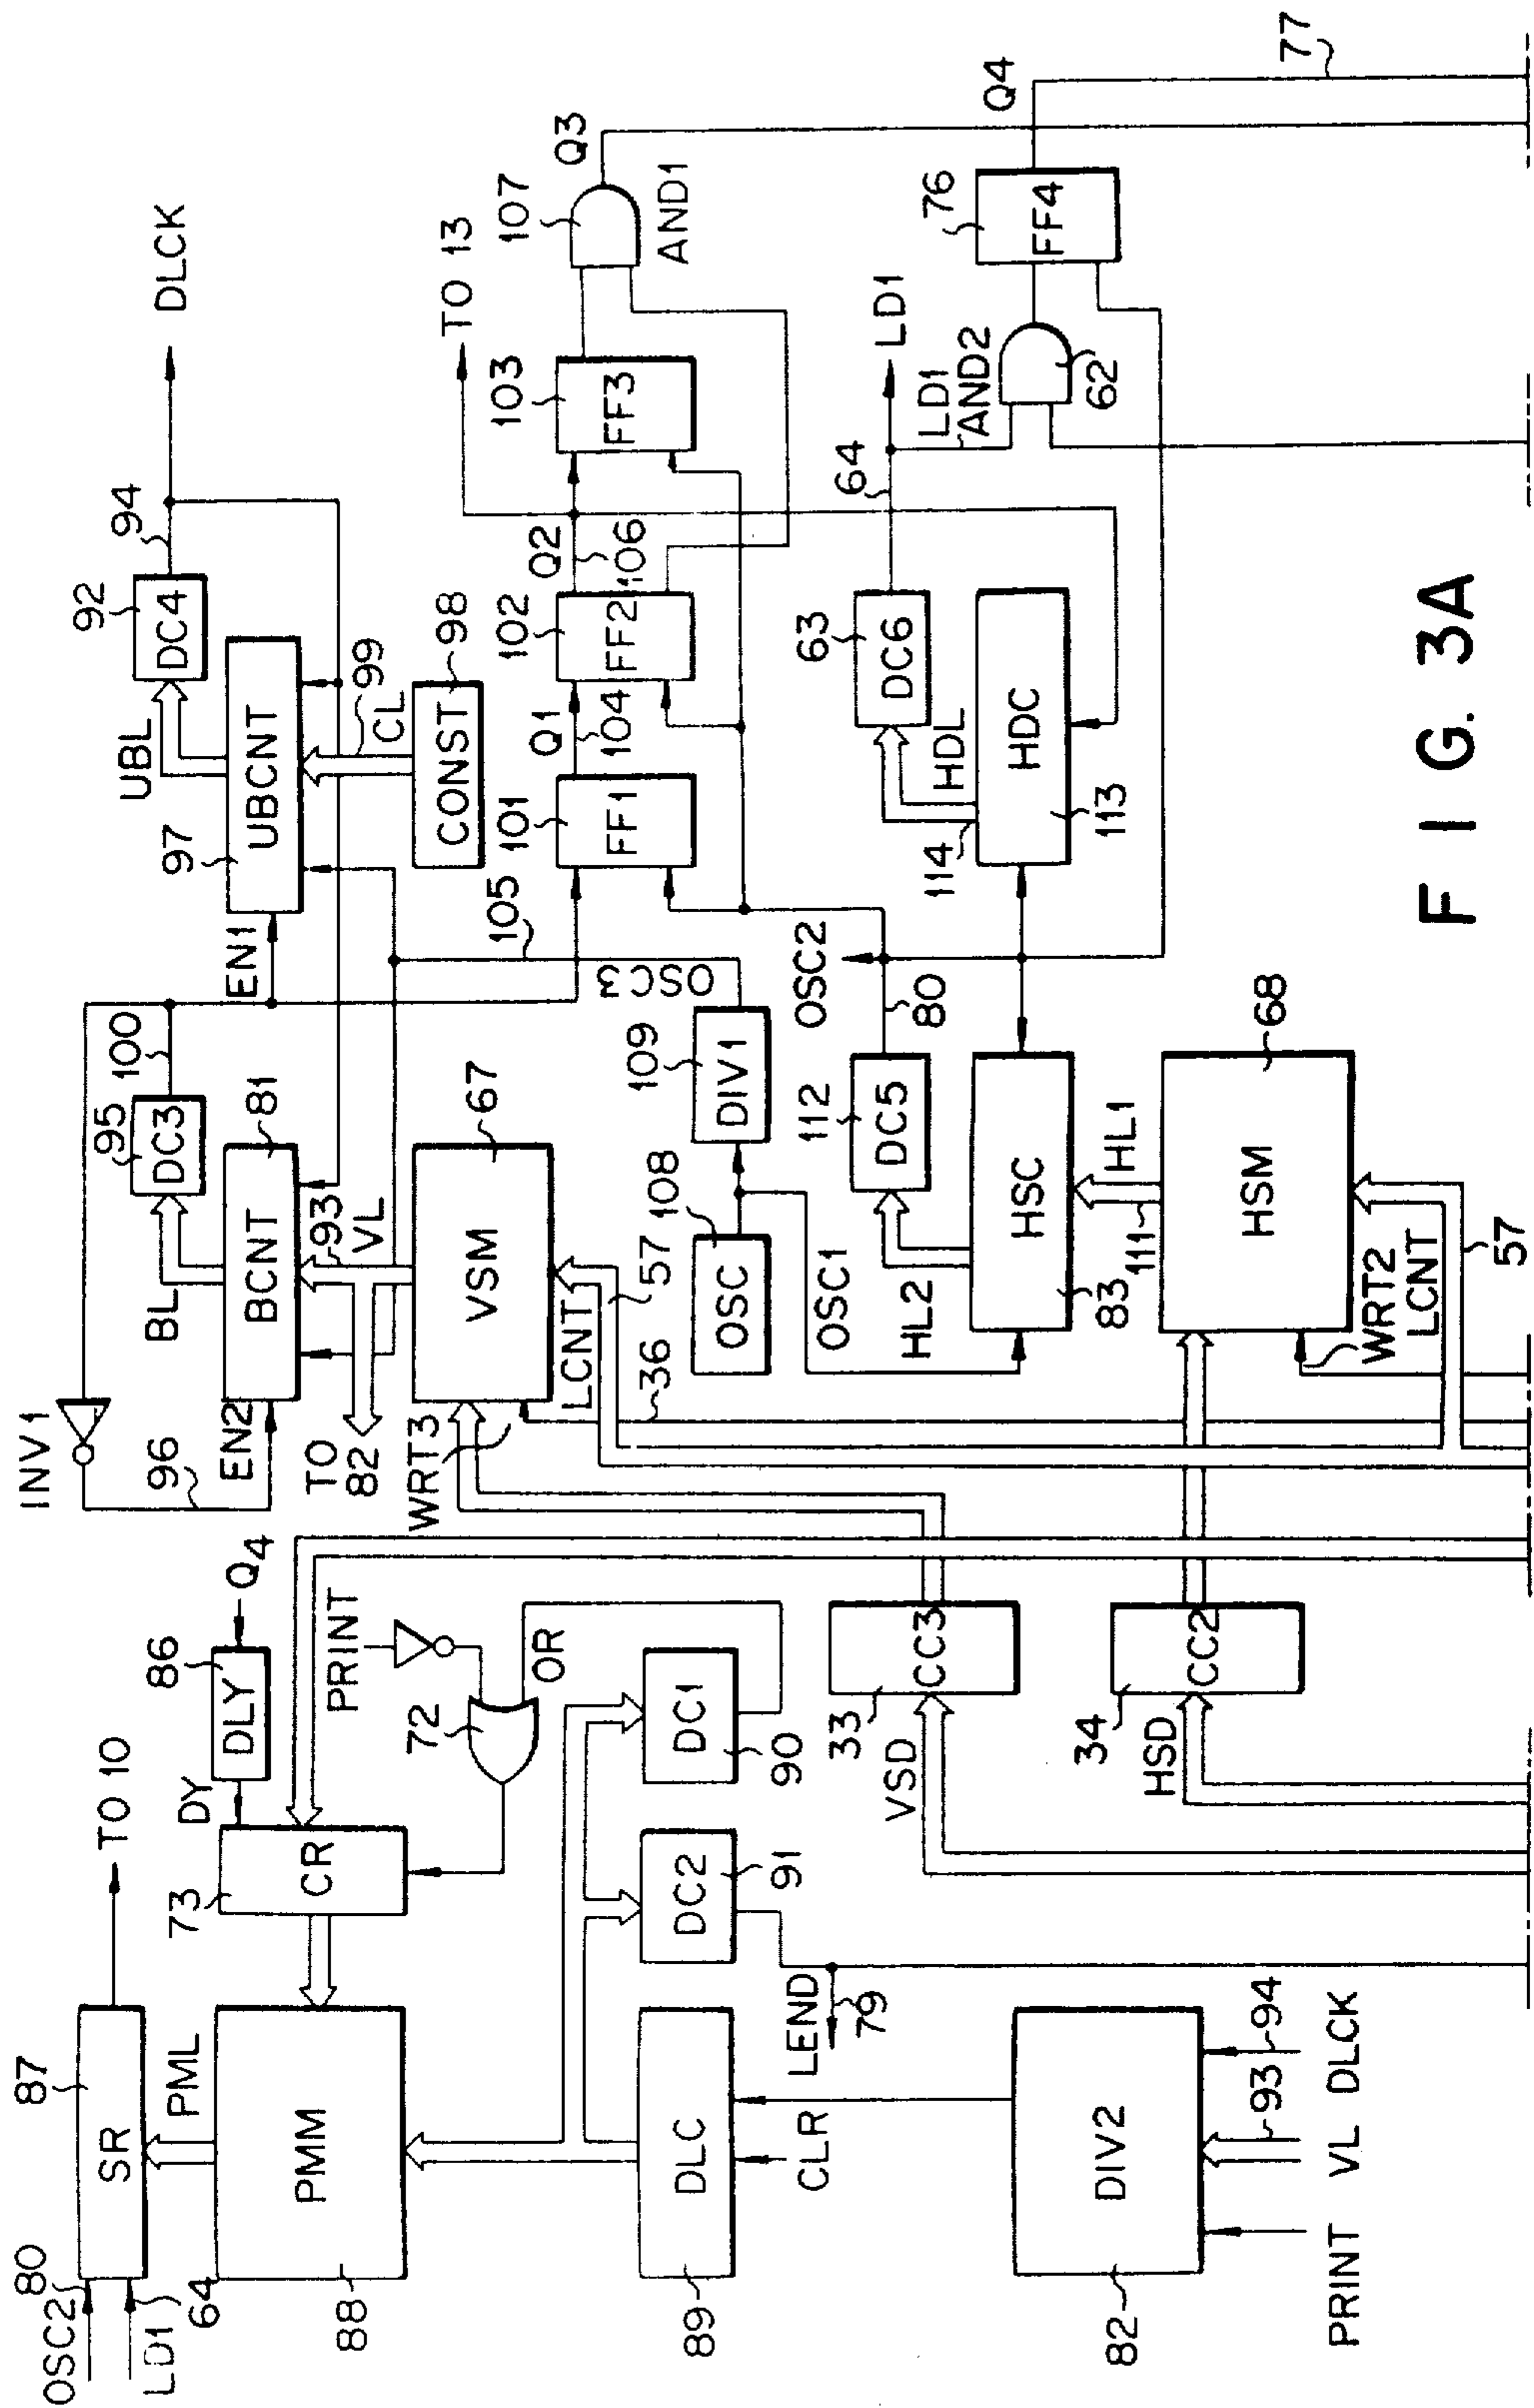 OSC2
80
LD1
64
87
SR
TO 10
PML
88
PMM
73
CR
DY
86
DLY
Q4
PRINT
72
OR
89
DLC
CLR
DC2
91
DC1
90
LEND
79
82
DIV2
PRINT
VL
93
DLCK
94
VSD
33
CC3
HSD
34
CC2
INV 1
96
EN2
BL
95
DC3
100
BCNT
81
93
VL
TO
82
WRT3
VSM
67
LCNT
57
36
EN1
97
UBCNT
UBL
92
DC4
94
DLCK
99
CL
CONST
98
105
OSC3
OSC
108
DIV1
109
OSC1
HL2
112
DC5
80
OSC2
HSC
83
HL1
111
HSM
68
WRT2
LCNT
57
101
FF1
Q1
104
102
FF2
Q2
106
103
FF3
TO 13
107
AND1
Q3
63
DC6
64
LD1
HDL
114
HDC
113
LD1
AND2
62
76
FF4
Q4
77
FIG. 3A